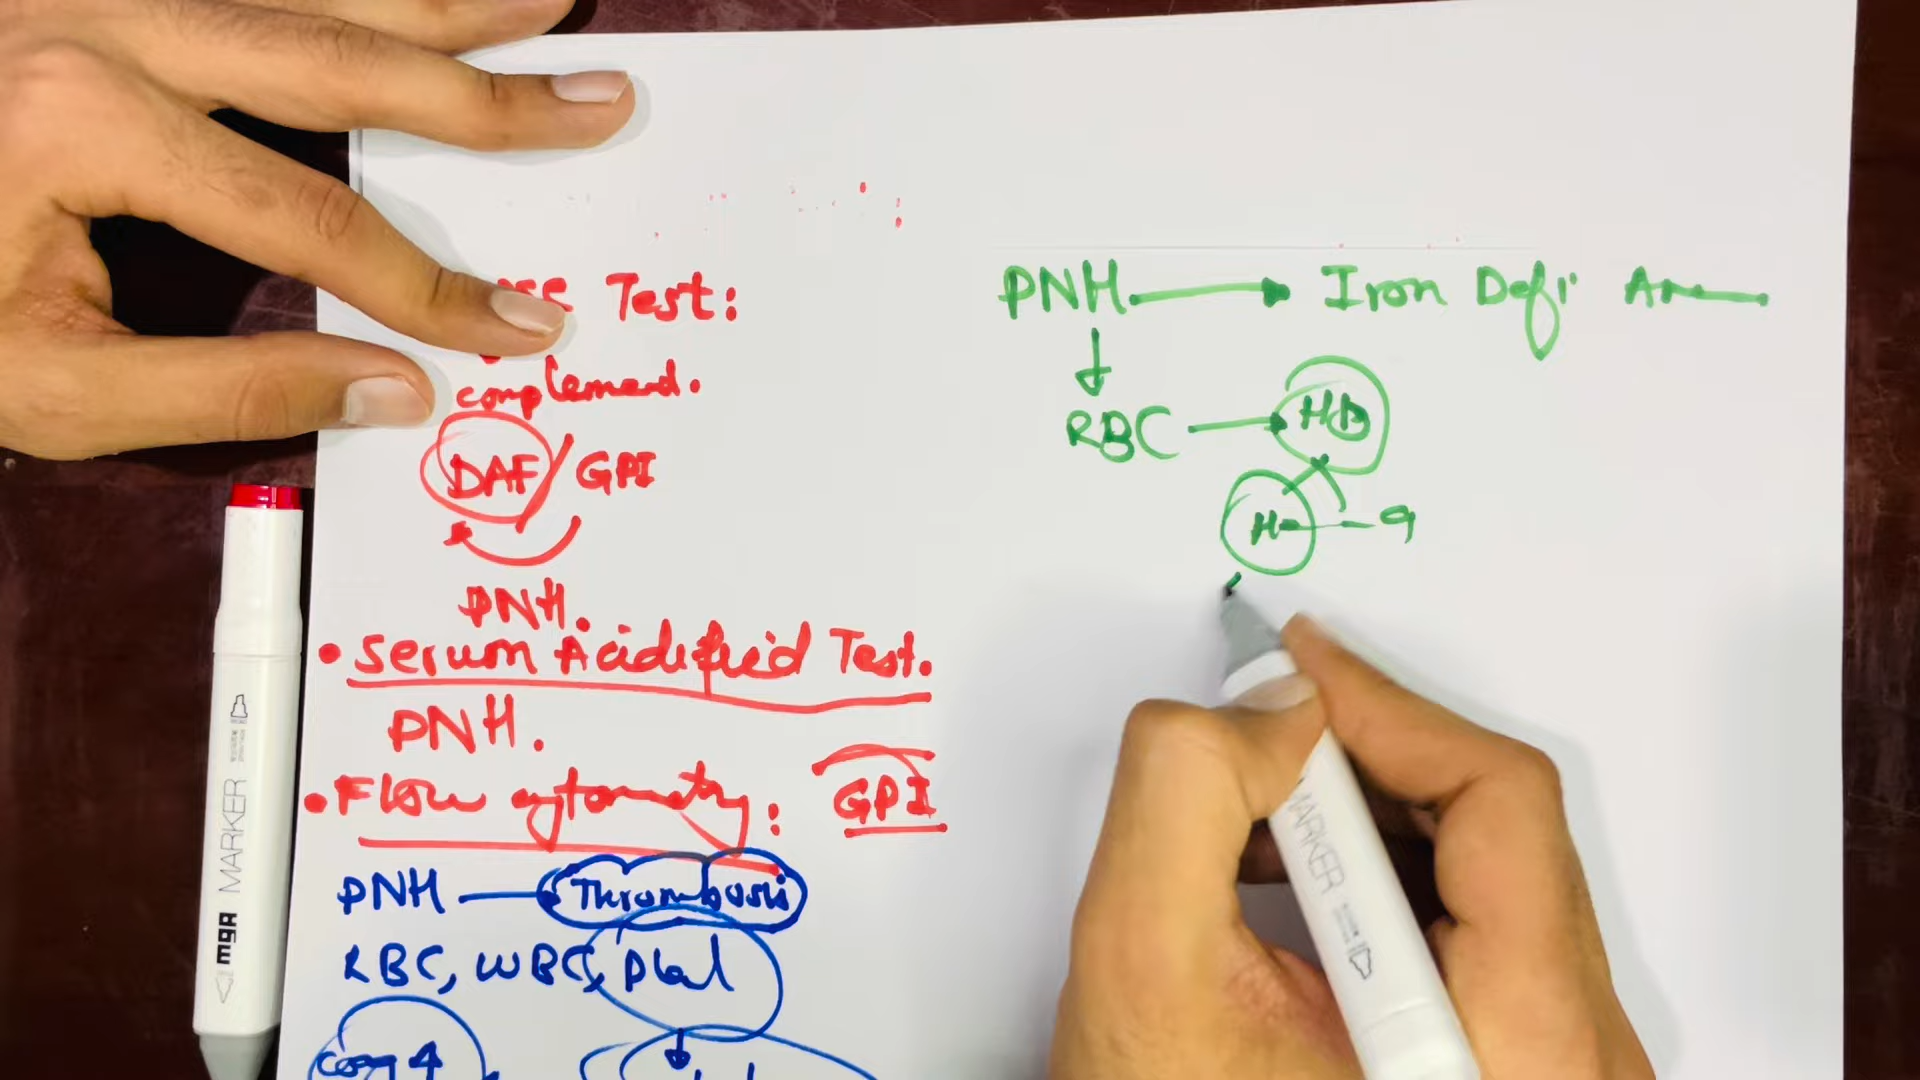 Test:
complemend.
DAF / GPI
PNH.
• Serum Acidified Test.
PNH.
• Flow cytometry: GPI
PNH Thrombosis
RBC, WBC, Plat
PNH Iron Defi An
RBC Hb
H
MARKER
M&G
MARKER